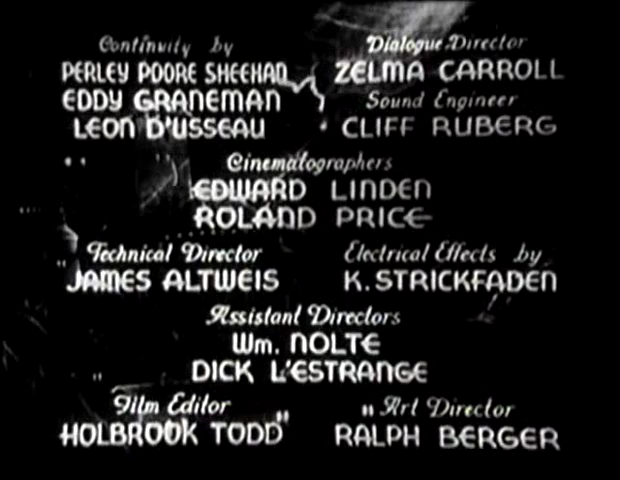 Continuity by
PERLEY POORE SHEEHAN
EDDY GRANEMAN
LEON D'USSEAU
Dialogue Director
ZELMA CARROLL
Sound Engineer
CLIFF RUBERG
Cinematographers
EDWARD LINDEN
ROLAND PRICE
Technical Director
JAMES ALTWEIS
Electrical Effects by
K. STRICKFADEN
Assistant Directors
Wm. NOLTE
DICK L'ESTRANGE
Film Editor
HOLBROOK TODD
Art Director
RALPH BERGER